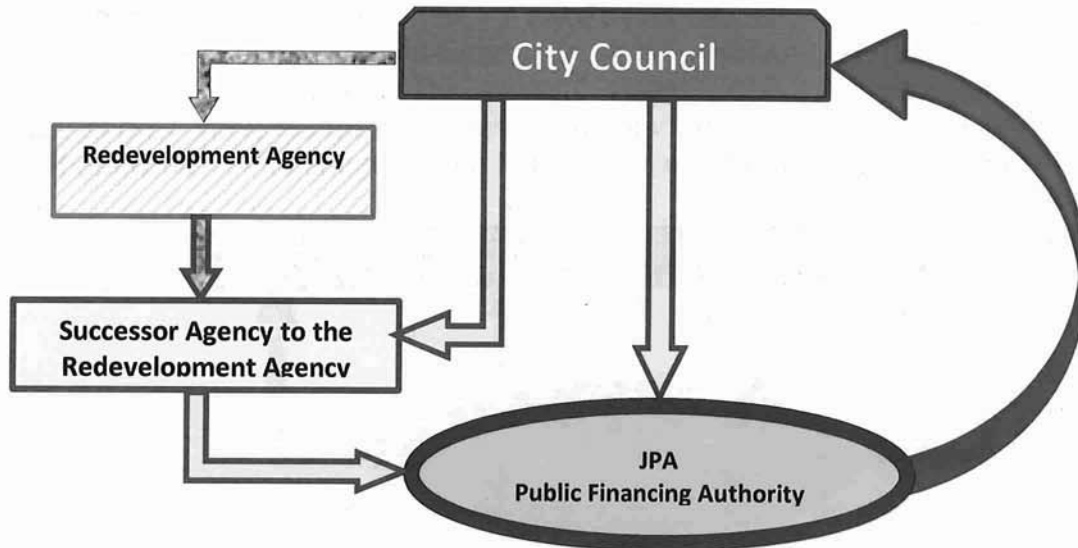 City Council
Redevelopment Agency
Successor Agency to the
Redevelopment Agency
JPA
Public Financing Authority